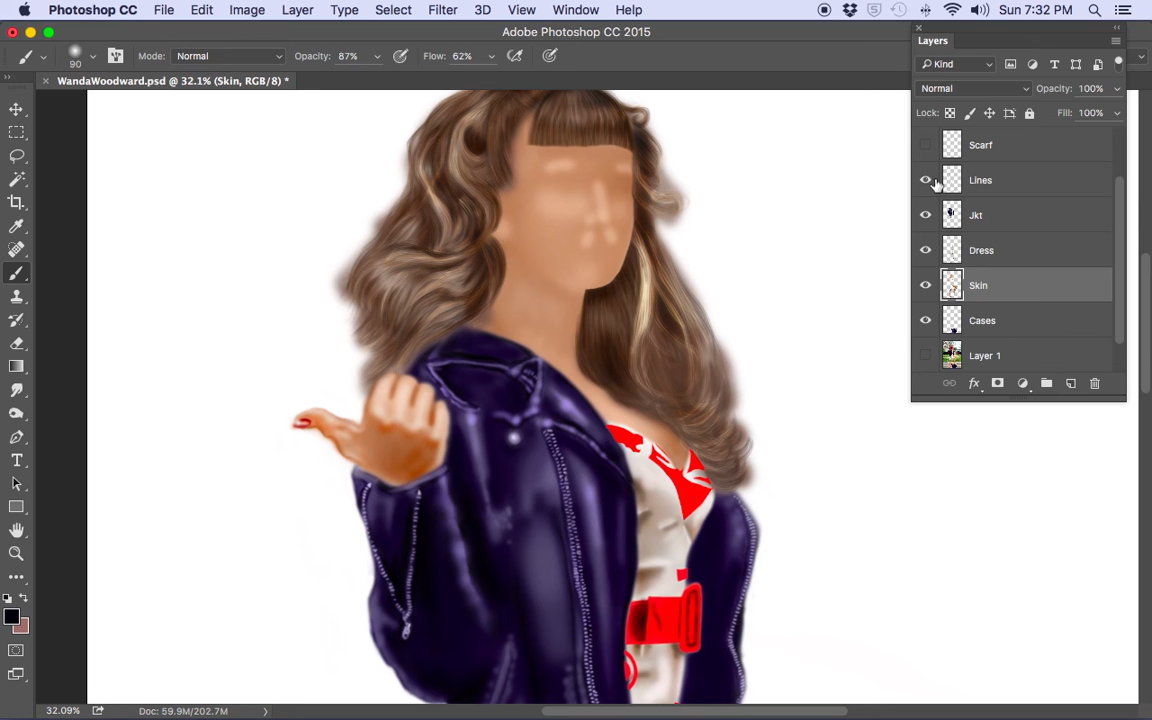 Photoshop CC File Edit Image Layer Type Select Filter 3D View Window Help Sun 7:32 PM
Adobe Photoshop CC 2015
90 Mode: Normal Opacity: 87% Flow: 62%
WandaWoodward.psd @ 32.1% (Skin, RGB/8) *
Layers
Kind
Normal Opacity: 100%
Lock: Fill: 100%
Scarf
Lines
Jkt
Dress
Skin
Cases
Layer 1
fx
32.09% Doc: 59.9M/202.7M